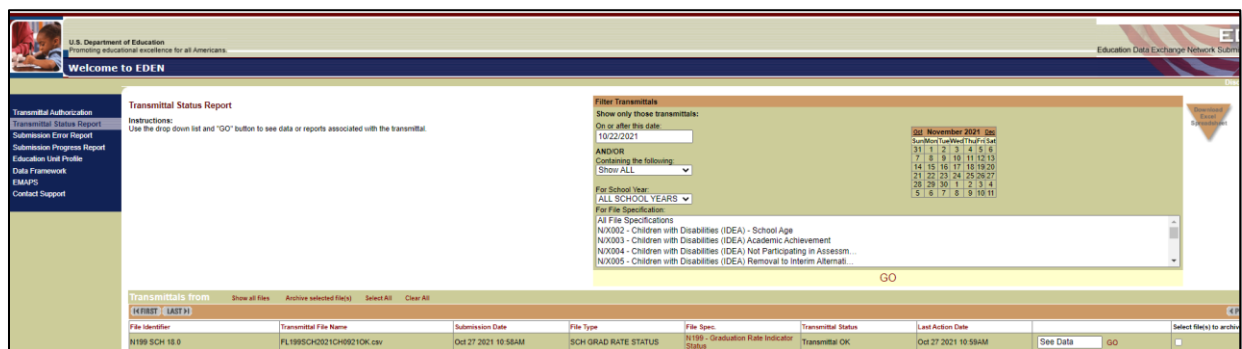 U.S. Department of Education
Promoting educational excellence for all Americans.
Education Data Exchange Network
Welcome to EDEN
Transmittal Authorization
Transmittal Status Report
Submission Error Report
Submission Progress Report
Education Unit Profile
Data Framework
EMAPS
Contact Support
Transmittal Status Report
Instructions:
Use the drop down list and "GO" button to see data or reports associated with the transmittal.
Filter Transmittals
Show only those transmittals:
On or after this date:
10/22/2021
AND/OR
Containing the following:
Show ALL
For School Year:
ALL SCHOOL YEARS
For File Specification:
All File Specifications
N/X002 - Children with Disabilities (IDEA) - School Age
N/X003 - Children with Disabilities (IDEA) Academic Achievement
N/X004 - Children with Disabilities (IDEA) Not Participating in Assessm...
N/X005 - Children with Disabilities (IDEA) Removal to Interim Alternati...
GO
Oct November 2021 Dec
Sun Mon Tue Wed Thu Fri Sat
31 1 2 3 4 5 6
7 8 9 10 11 12 13
14 15 16 17 18 19 20
21 22 23 24 25 26 27
28 29 30 1 2 3 4
5 6 7 8 9 10 11
Download
Excel
Spreadsheet
Transmittals from Show all files Archive selected file(s) Select All Clear All
FIRST LAST
File Identifier Transmittal File Name Submission Date File Type File Spec. Transmittal Status Last Action Date Select file(s) to archiv
N199 SCH 18.0 FL199SCH2021CH0921OK.csv Oct 27 2021 10:58AM SCH GRAD RATE STATUS N199 - Graduation Rate Indicator Status Transmittal OK Oct 27 2021 10:59AM See Data GO